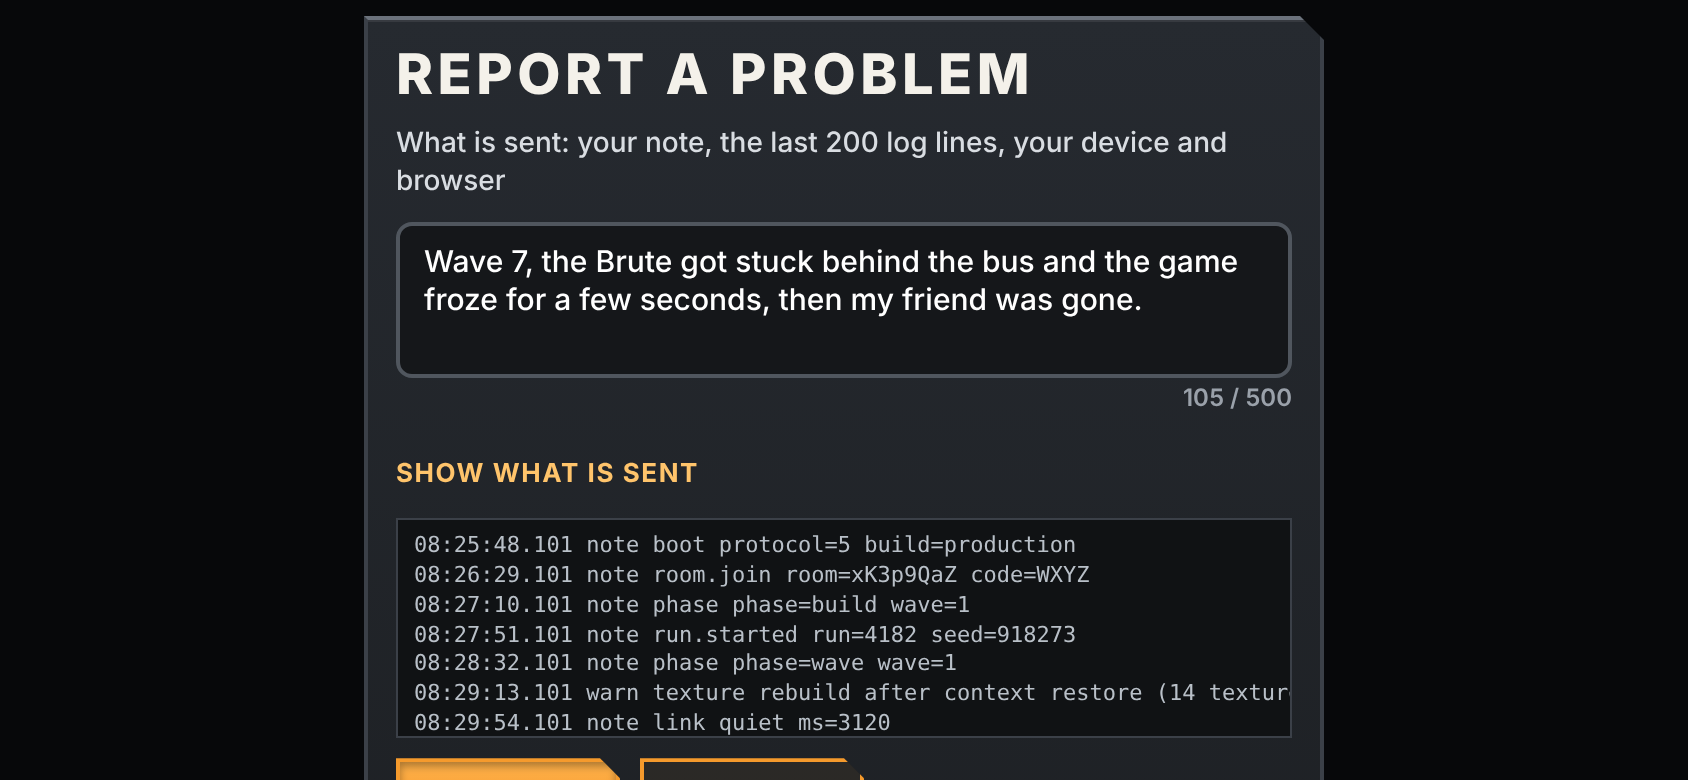 REPORT A PROBLEM
What is sent: your note, the last 200 log lines, your device and
browser
Wave 7, the Brute got stuck behind the bus and the game
froze for a few seconds, then my friend was gone.
105 / 500
SHOW WHAT IS SENT
08:25:48.101 note boot protocol=5 build=production
08:26:29.101 note room.join room=xK3p9QaZ code=WXYZ
08:27:10.101 note phase phase=build wave=1
08:27:51.101 note run.started run=4182 seed=918273
08:28:32.101 note phase phase=wave wave=1
08:29:13.101 warn texture rebuild after context restore (14 textur
08:29:54.101 note link quiet ms=3120